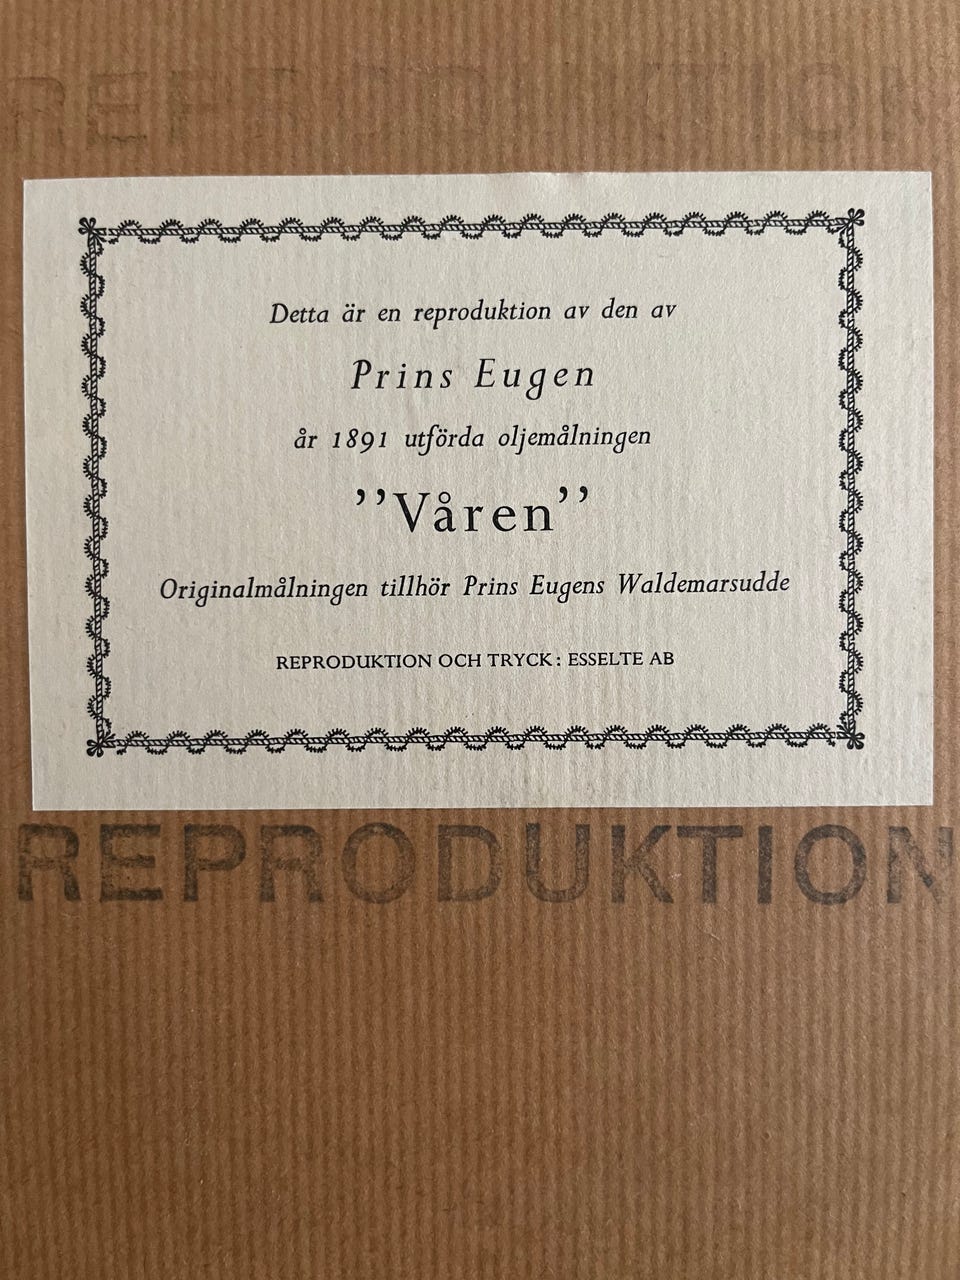 REPRODUKTION
Detta är en reproduktion av den av
Prins Eugen
år 1891 utförda oljemålningen
”Våren”
Originalmålningen tillhör Prins Eugens Waldemarsudde
REPRODUKTION OCH TRYCK: ESSELTE AB
REPRODUKTION